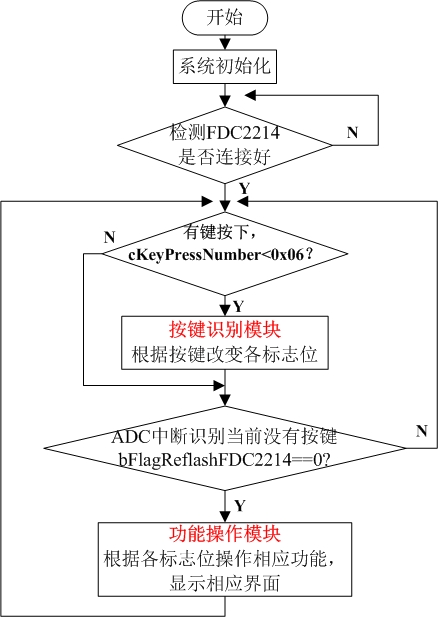 开始
系统初始化
检测FDC2214
是否连接好
N
Y
有键按下，
cKeyPressNumber<0x06？
N
Y
按键识别模块
根据按键改变各标志位
ADC中断识别当前没有按键
bFlagReflashFDC2214==0?
N
Y
功能操作模块
根据各标志位操作相应功能，
显示相应界面